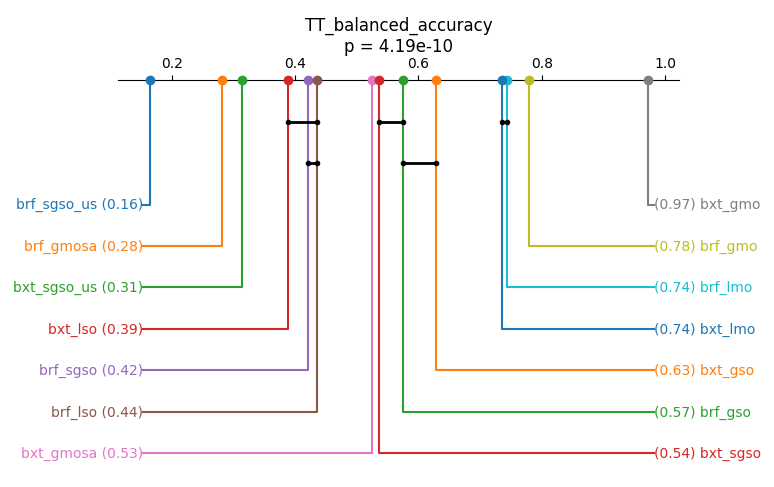 TT_balanced_accuracy
p = 4.19e-10
0.2 0.4 0.6 0.8 1.0
brf_sgso_us (0.16) (0.97) bxt_gmo
brf_gmosa (0.28) (0.78) brf_gmo
bxt_sgso_us (0.31) (0.74) brf_lmo
bxt_lso (0.39) (0.74) bxt_lmo
brf_sgso (0.42) (0.63) bxt_gso
brf_lso (0.44) (0.57) brf_gso
bxt_gmosa (0.53) (0.54) bxt_sgso